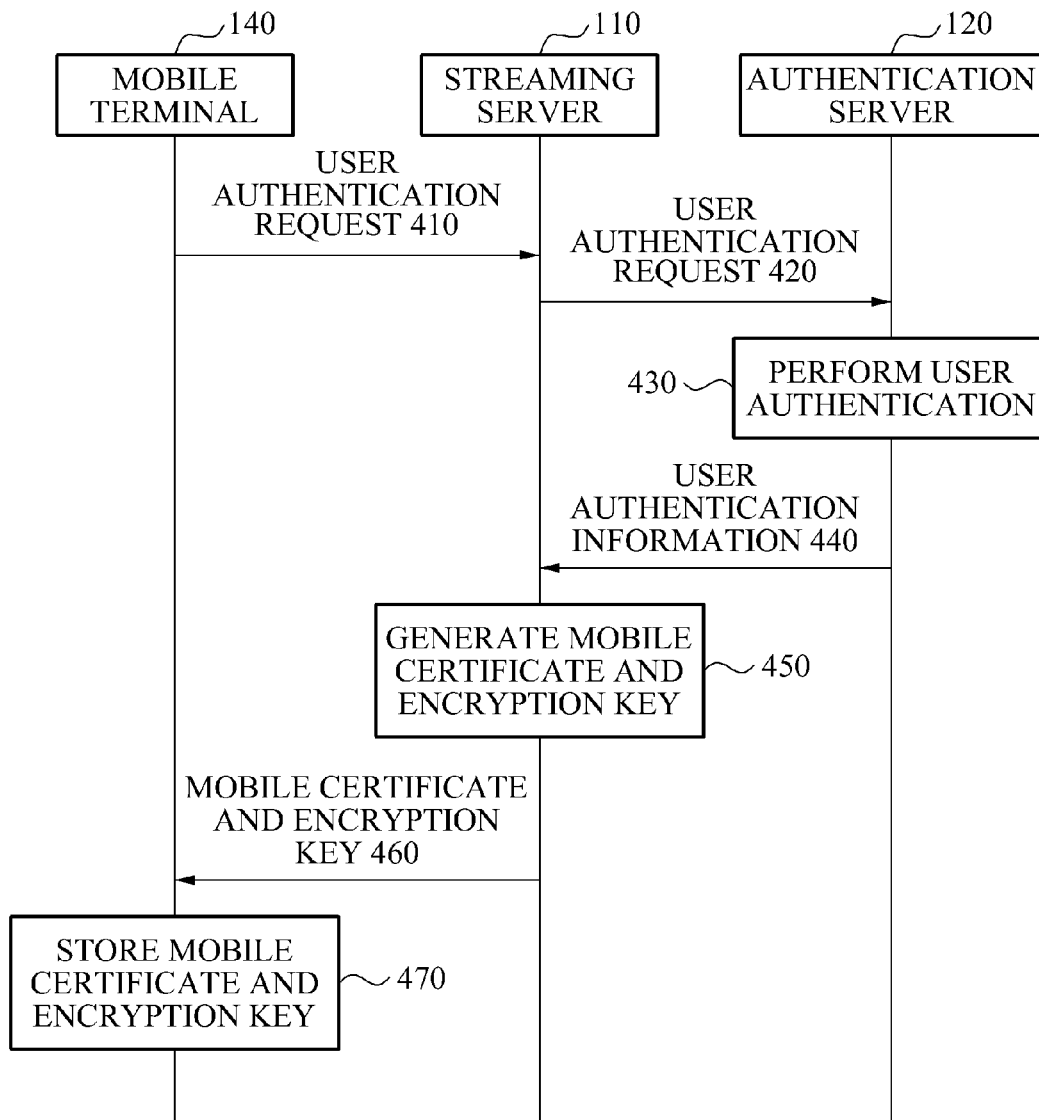 140
110
120
MOBILE
TERMINAL
STREAMING
SERVER
AUTHENTICATION
SERVER
USER
AUTHENTICATION
REQUEST 410
USER
AUTHENTICATION
REQUEST 420
430
PERFORM USER
AUTHENTICATION
USER
AUTHENTICATION
INFORMATION 440
GENERATE MOBILE
CERTIFICATE AND
ENCRYPTION KEY
450
MOBILE CERTIFICATE
AND ENCRYPTION
KEY 460
STORE MOBILE
CERTIFICATE AND
ENCRYPTION KEY
470